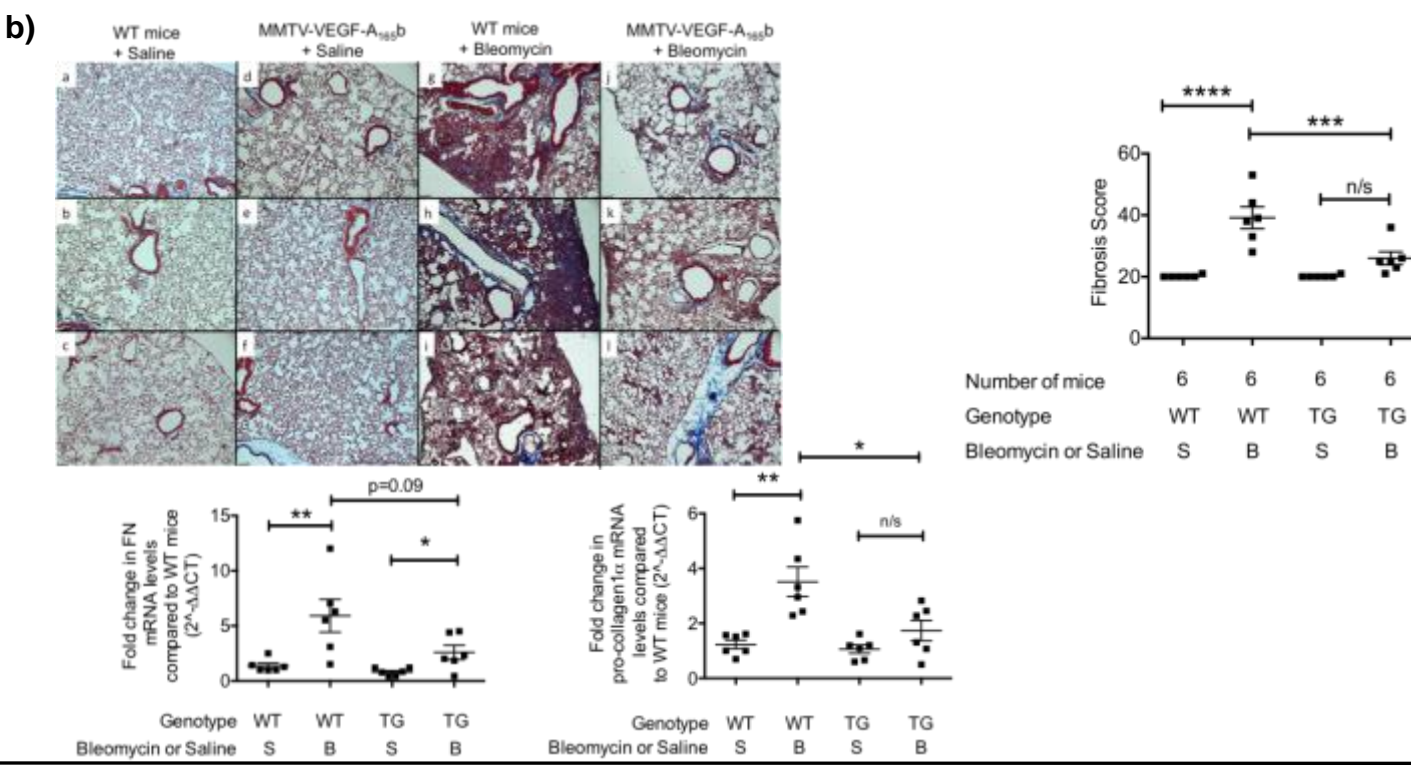 b)
WT mice
+ Saline
MMTV-VEGF-A₁₆₅b
+ Saline
WT mice
+ Bleomycin
MMTV-VEGF-A₁₆₅b
+ Bleomycin
a
d
g
j
b
e
h
k
c
f
i
l
****
***
n/s
Fibrosis Score
60
40
20
0
Number of mice 6 6 6 6
Genotype WT WT TG TG
Bleomycin or Saline S B S B
p=0.09
**
*
Fold change in FN
mRNA levels
compared to WT mice
(2^-ΔΔCT)
15
10
5
0
Genotype WT WT TG TG
Bleomycin or Saline S B S B
*
**
n/s
Fold change in
pro-collagen1α mRNA
levels compared
to WT mice (2^-ΔΔCT)
6
4
2
0
Genotype WT WT TG TG
Bleomycin or Saline S B S B